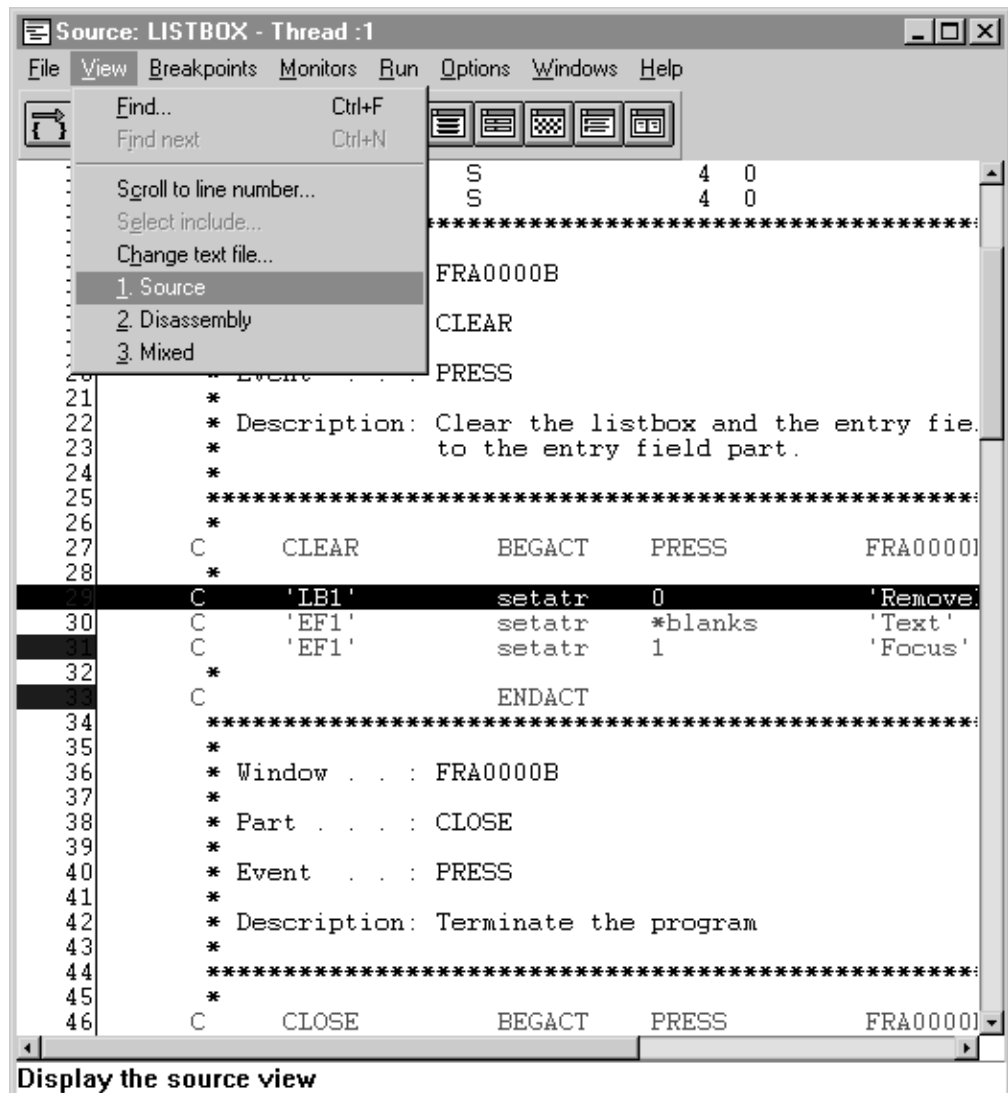 Source: LISTBOX - Thread :1
File View Breakpoints Monitors Run Options Windows Help
Find... Ctrl+F
Find next Ctrl+N
Scroll to line number...
Select include...
Change text file...
1. Source
2. Disassembly
3. Mixed
S 4 0
S 4 0
*************************************
FRA0000B
CLEAR
20 * Event . . : PRESS
21 *
22 * Description: Clear the listbox and the entry fie
23 * to the entry field part.
24 *
25 ***************************************************
26 *
27 C CLEAR BEGACT PRESS FRA0000
28 *
29 C 'LB1' setatr 0 'Remove
30 C 'EF1' setatr *blanks 'Text'
31 C 'EF1' setatr 1 'Focus'
32 *
33 C ENDACT
34 ***************************************************
35 *
36 * Window . . : FRA0000B
37 *
38 * Part . . . : CLOSE
39 *
40 * Event . . : PRESS
41 *
42 * Description: Terminate the program
43 *
44 ***************************************************
45 *
46 C CLOSE BEGACT PRESS FRA0000
Display the source view